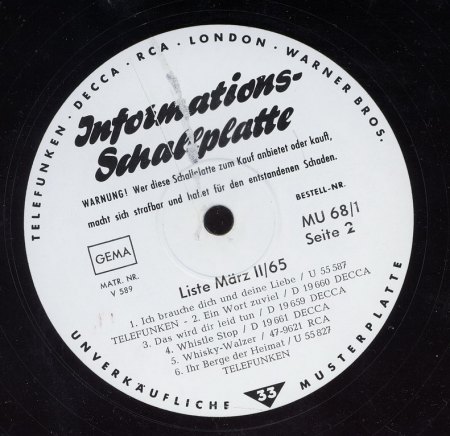 TELEFUNKEN · DECCA · RCA · LONDON · WARNER BROS.
Informations-
Schallplatte
WARNUNG! Wer diese Schallplatte zum Kauf anbietet oder kauft,
macht sich strafbar und haftet für den entstandenen Schaden.
BESTELL-NR.
GEMA
MU 68/1
Seite 2
MATR. NR.
V 589
Liste März II/65
1. Ich brauche dich und deine Liebe / U 55 587
TELEFUNKEN - 2. Ein Wort zuviel / D 19 660 DECCA
3. Das wird dir leid tun / D 19 659 DECCA
4. Whistle Stop / D 19 661 DECCA
5. Whisky-Walzer / 47-9621 RCA
6. Ihr Berge der Heimat / U 55 827
TELEFUNKEN
UNVERKÄUFLICHE 33 MUSTERPLATTE